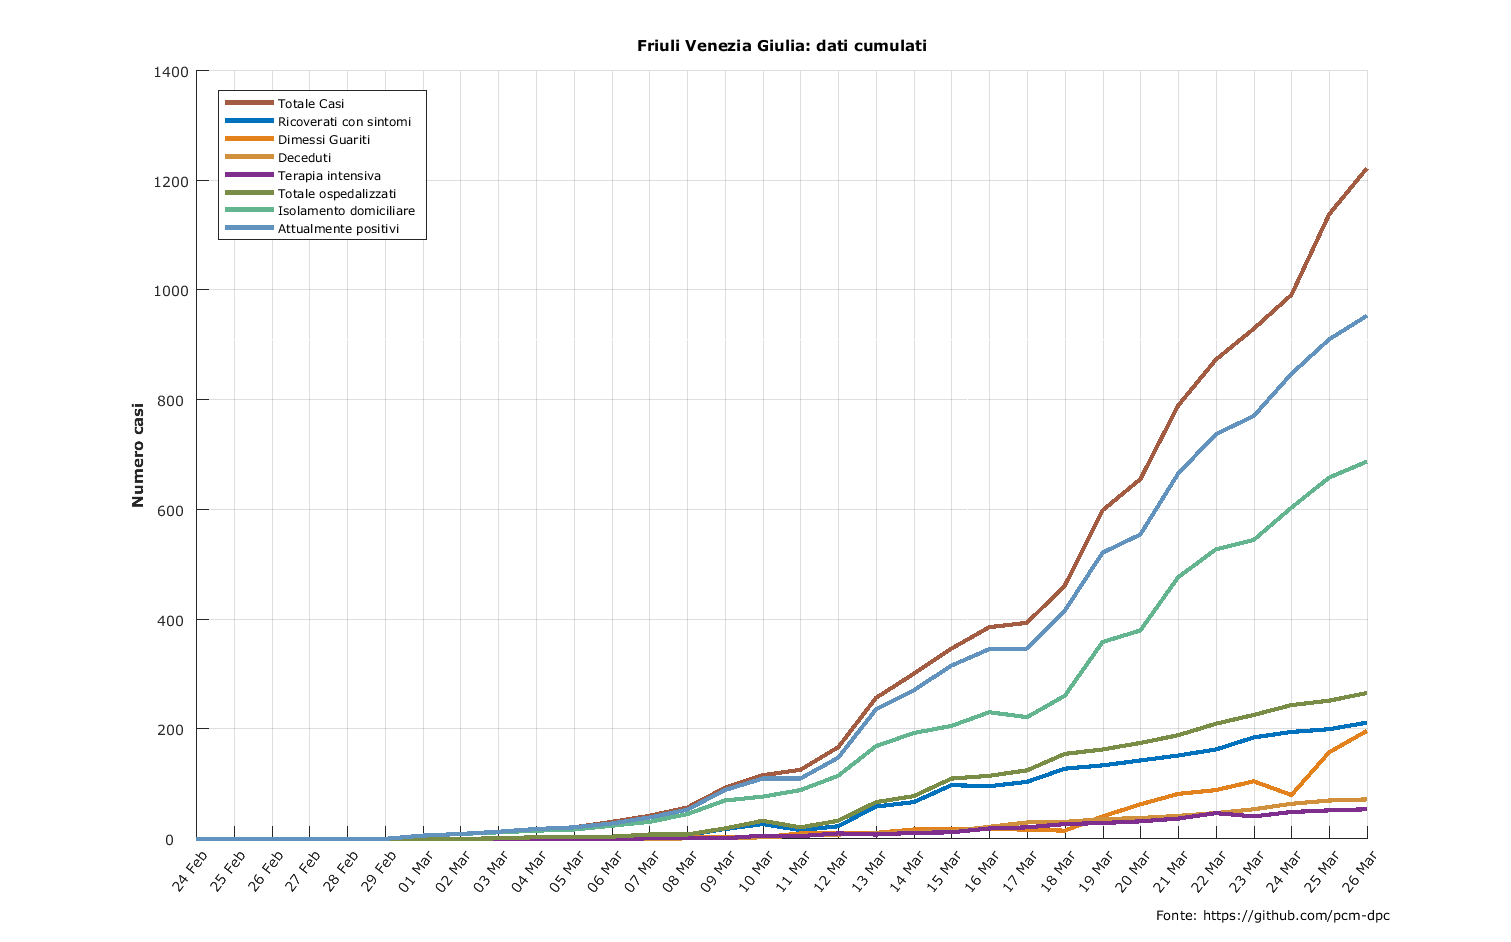 Friuli Venezia Giulia: dati cumulati
1400
1200
1000
800
600
400
200
0
Numero casi
Totale Casi
Ricoverati con sintomi
Dimessi Guariti
Deceduti
Terapia intensiva
Totale ospedalizzati
Isolamento domiciliare
Attualmente positivi
24 Feb
25 Feb
26 Feb
27 Feb
28 Feb
29 Feb
01 Mar
02 Mar
03 Mar
04 Mar
05 Mar
06 Mar
07 Mar
08 Mar
09 Mar
10 Mar
11 Mar
12 Mar
13 Mar
14 Mar
15 Mar
16 Mar
17 Mar
18 Mar
19 Mar
20 Mar
21 Mar
22 Mar
23 Mar
24 Mar
25 Mar
26 Mar
Fonte: https://github.com/pcm-dpc